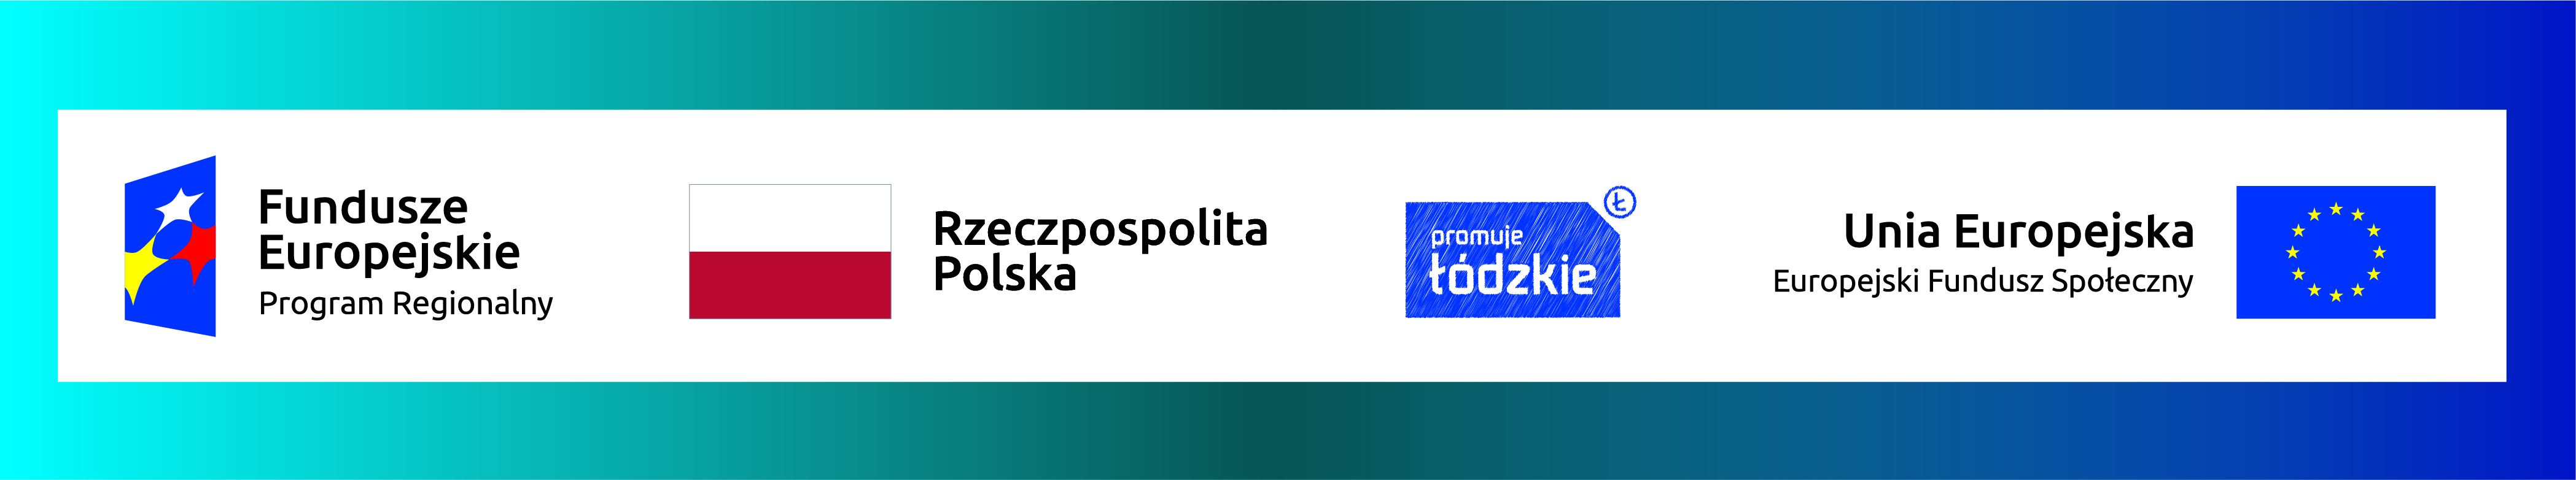 Fundusze
Europejskie
Program Regionalny
Rzeczpospolita
Polska
promuje
łódzkie
Ł
Unia Europejska
Europejski Fundusz Społeczny